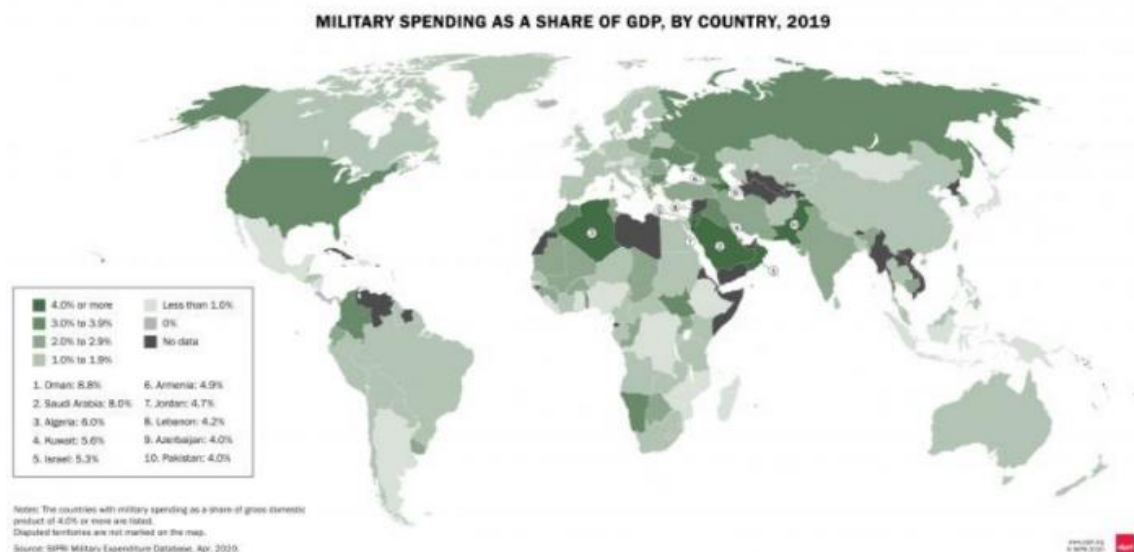 MILITARY SPENDING AS A SHARE OF GDP, BY COUNTRY, 2019
4.0% or more
3.0% to 3.9%
2.0% to 2.9%
1.0% to 1.9%
Less than 1.0%
0%
No data
1. Oman: 8.8%
2. Saudi Arabia: 8.0%
3. Algeria: 6.0%
4. Kuwait: 5.6%
5. Israel: 5.3%
6. Armenia: 4.9%
7. Jordan: 4.7%
8. Lebanon: 4.2%
9. Azerbaijan: 4.0%
10. Pakistan: 4.0%
Notes: The countries with military spending as a share of gross domestic
product of 4.0% or more are listed.
Disputed territories are not marked on the map.
Source: SIPRI Military Expenditure Database, Apr. 2020.